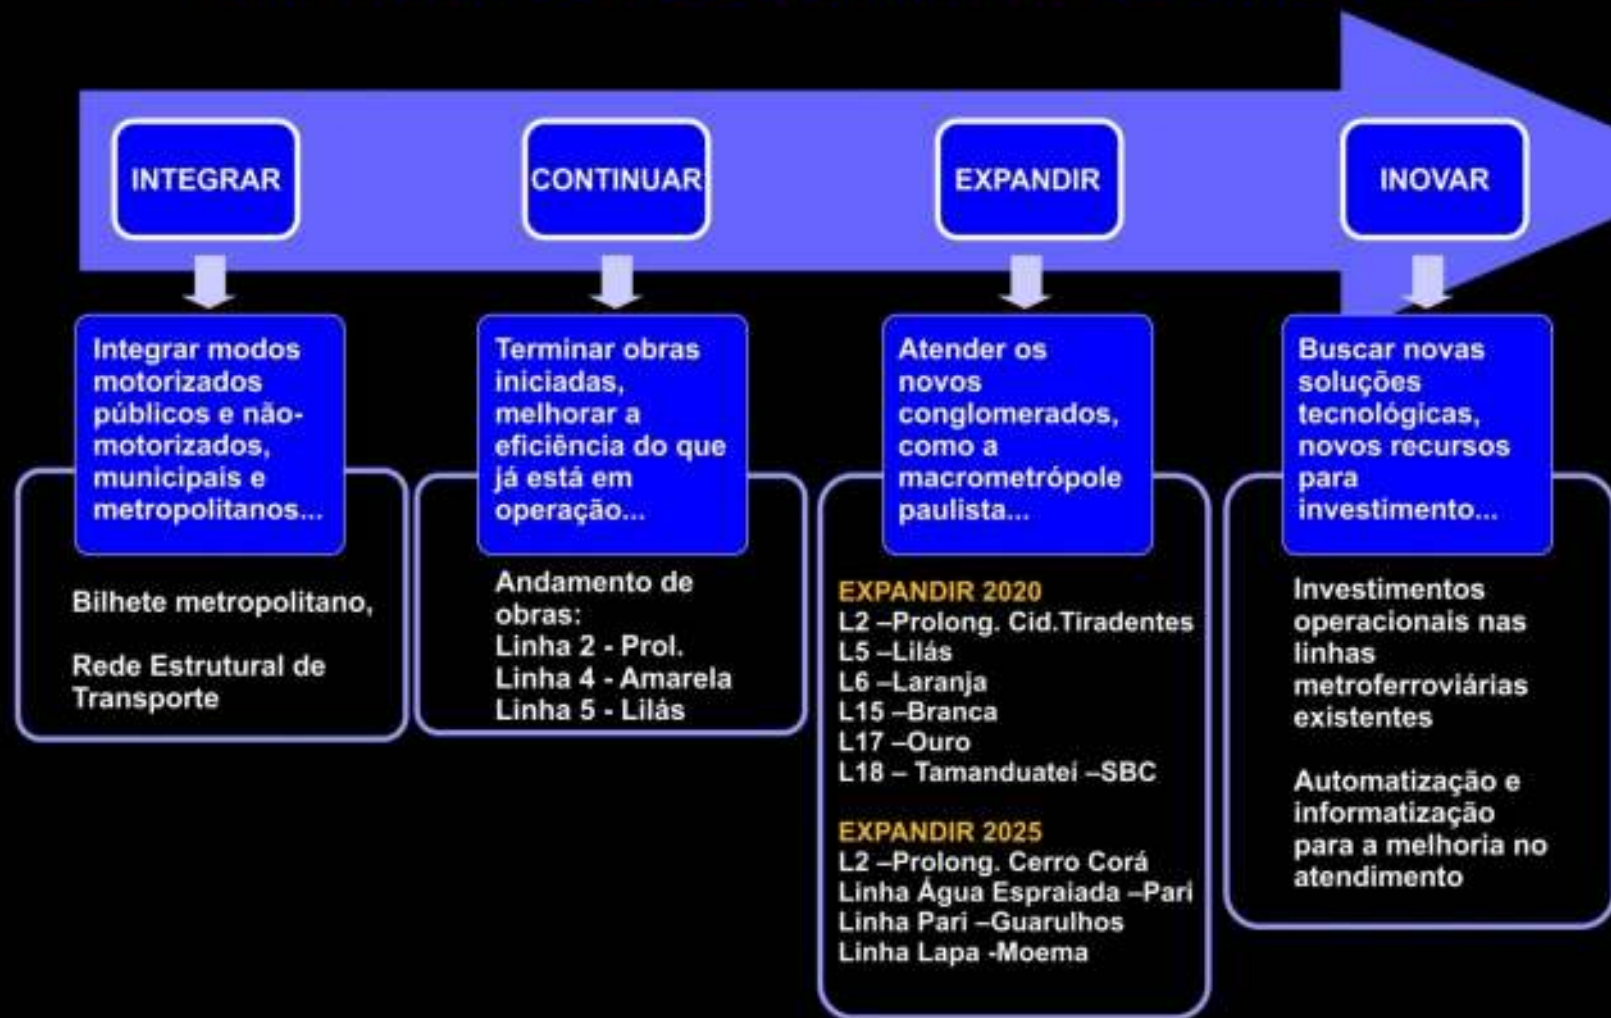 INTEGRAR
CONTINUAR
EXPANDIR
INOVAR
Integrar modos
motorizados
públicos e não-
motorizados,
municipais e
metropolitanos...
Bilhete metropolitano,
Rede Estrutural de
Transporte
Terminar obras
iniciadas,
melhorar a
eficiência do que
já está em
operação...
Andamento de
obras:
Linha 2 - Prol.
Linha 4 - Amarela
Linha 5 - Lilás
Atender os
novos
conglomerados,
como a
macrometrópole
paulista...
EXPANDIR 2020
L2 –Prolong. Cid.Tiradentes
L5 –Lilás
L6 –Laranja
L15 –Branca
L17 –Ouro
L18 – Tamanduateí –SBC
EXPANDIR 2025
L2 –Prolong. Cerro Corá
Linha Água Espraiada –Pari
Linha Pari –Guarulhos
Linha Lapa -Moema
Buscar novas
soluções
tecnológicas,
novos recursos
para
investimento...
Investimentos
operacionais nas
linhas
metroferroviárias
existentes
Automatização e
informatização
para a melhoria no
atendimento